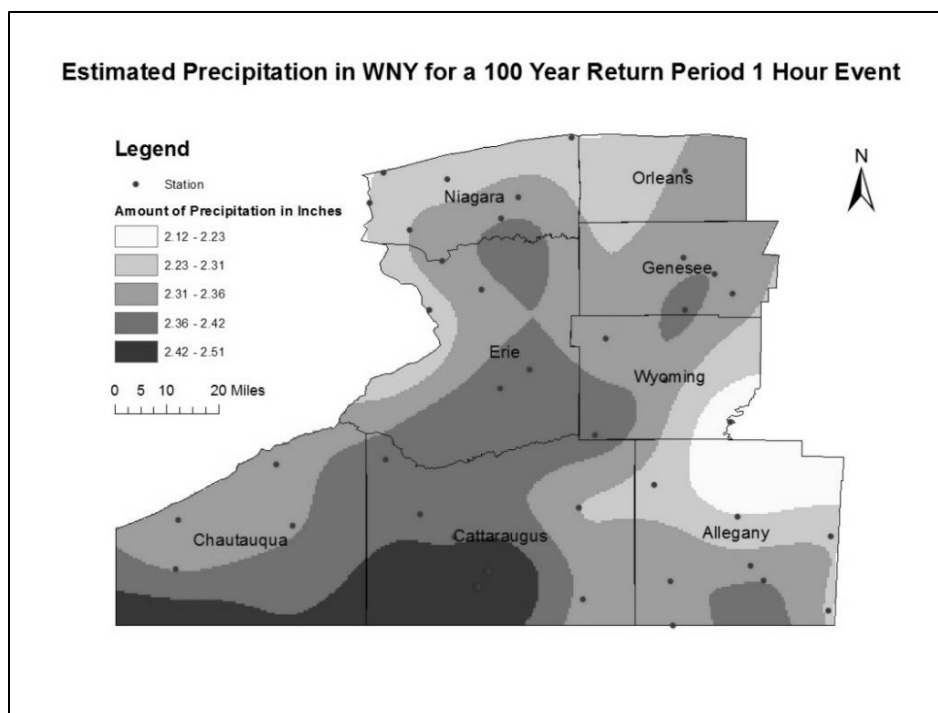 Estimated Precipitation in WNY for a 100 Year Return Period 1 Hour Event
Legend
Station
Amount of Precipitation in Inches
2.12 - 2.23
2.23 - 2.31
2.31 - 2.36
2.36 - 2.42
2.42 - 2.51
0 5 10 20 Miles
N
Orleans
Niagara
Genesee
Erie
Wyoming
Chautauqua
Cattaraugus
Allegany